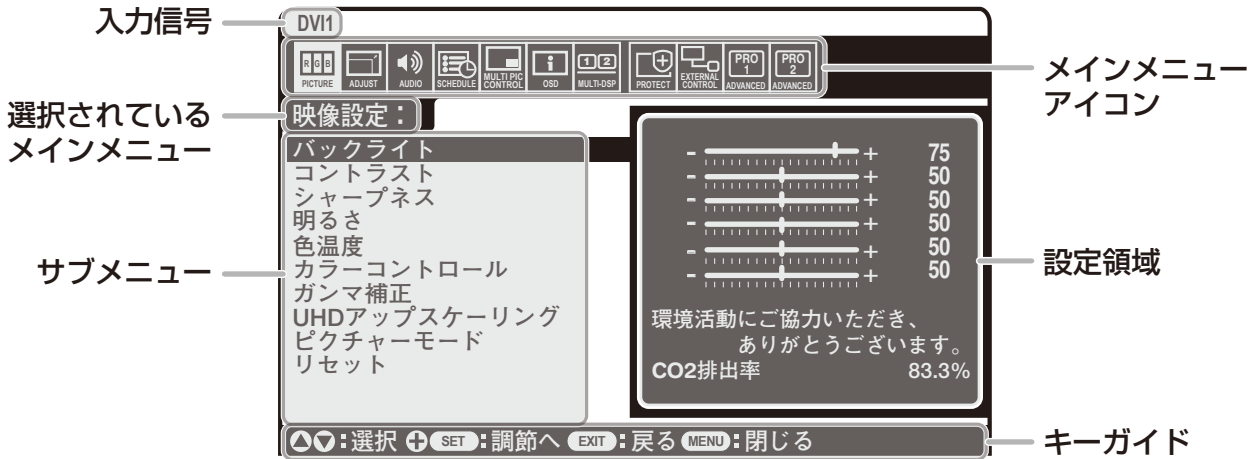 入力信号
DVI1
RGB
PICTURE
ADJUST
AUDIO
SCHEDULE
MULTI PIC
CONTROL
OSD
1 2
MULTI-DSP
PROTECT
EXTERNAL
CONTROL
PRO
1
ADVANCED
PRO
2
ADVANCED
メインメニュー
アイコン
選択されている
メインメニュー
映像設定：
サブメニュー
バックライト
コントラスト
シャープネス
明るさ
色温度
カラーコントロール
ガンマ補正
UHDアップスケーリング
ピクチャーモード
リセット
- + 75
- + 50
- + 50
- + 50
- + 50
- + 50
環境活動にご協力いただき、
ありがとうございます。
CO2排出率 83.3%
設定領域
:選択 SET:調節へ EXIT:戻る MENU:閉じる
キーガイド